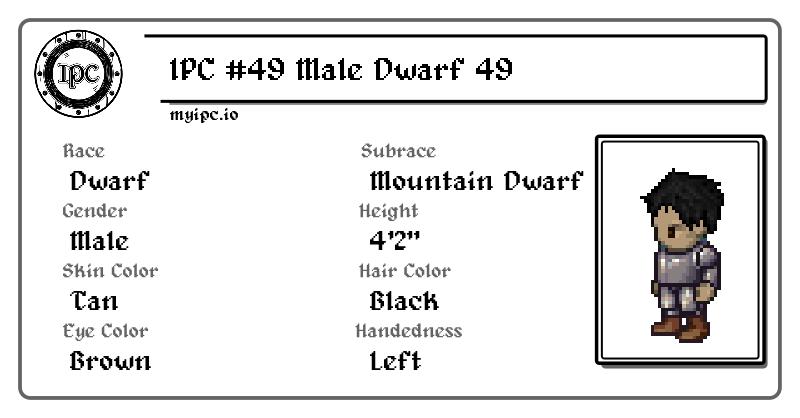 IPC
IPC #49 Male Dwarf 49
myipc.io
Race
Dwarf
Subrace
Mountain Dwarf
Gender
Male
Height
4'2"
Skin Color
Tan
Hair Color
Black
Eye Color
Brown
Handedness
Left